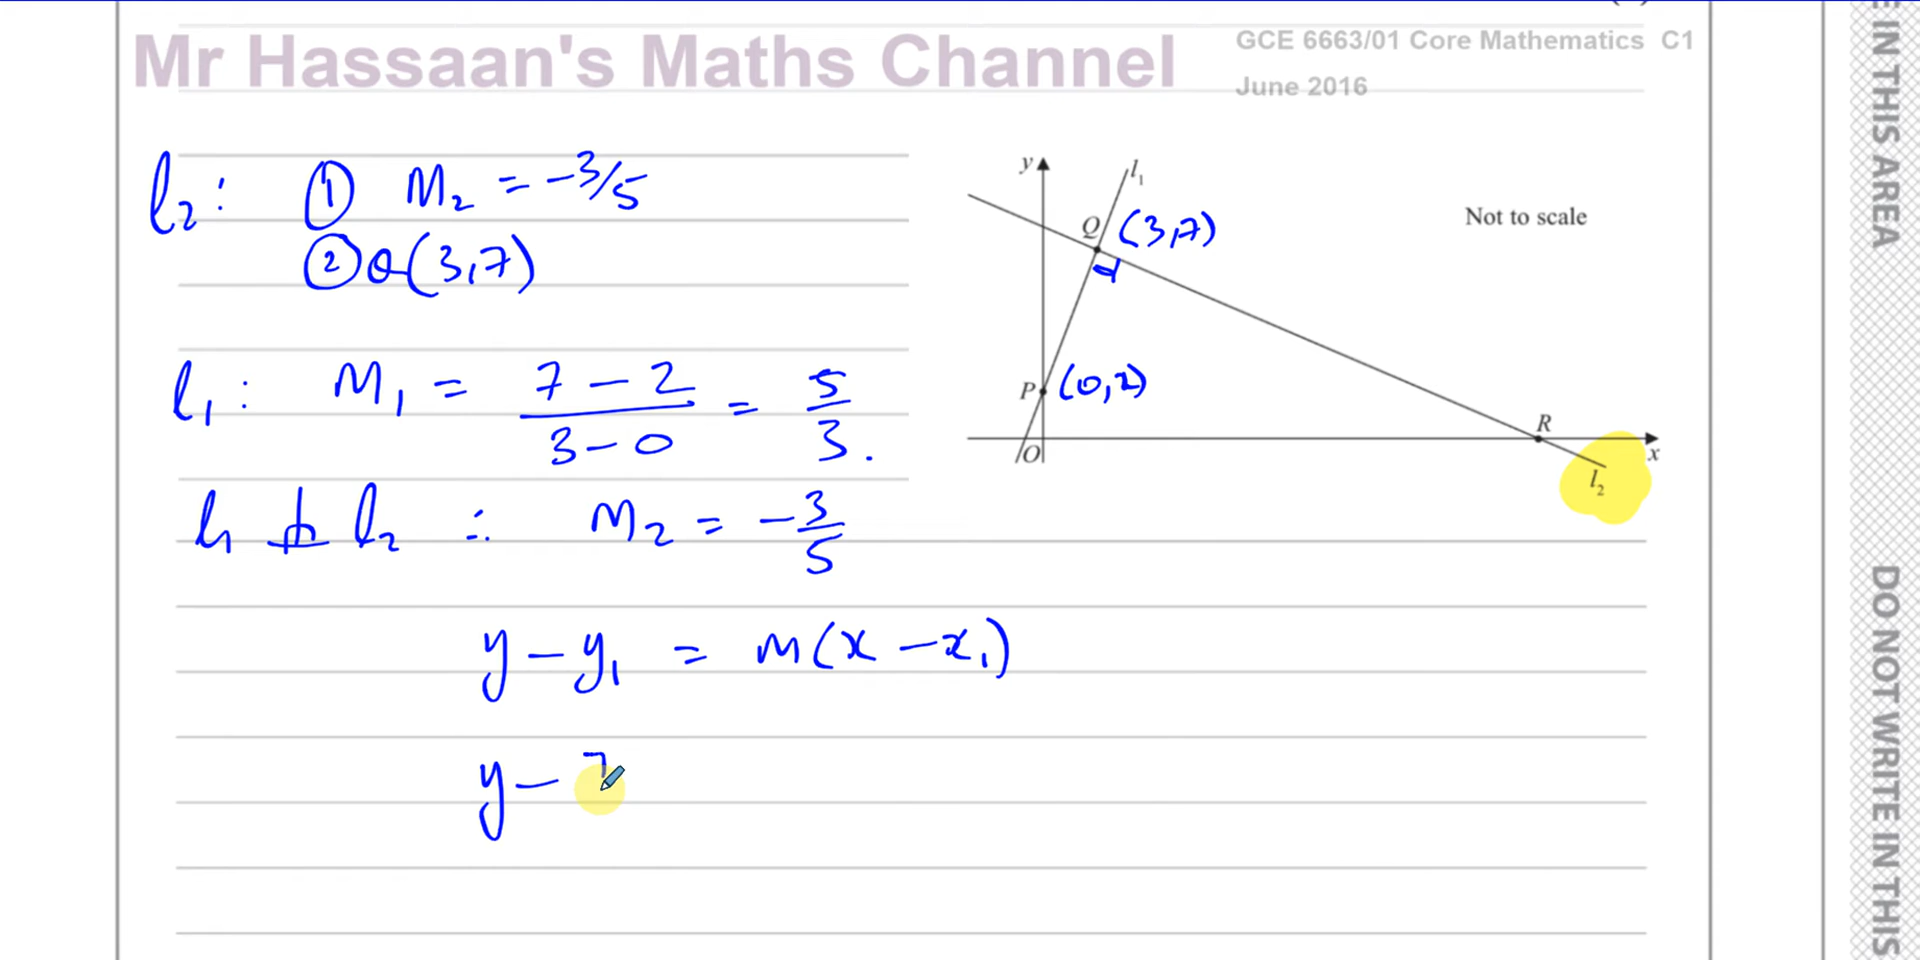 Mr Hassaan's Maths Channel
GCE 6663/01 Core Mathematics C1
June 2016
l₂ : ① M₂ = -3/5
② Q(3,7)
l₁ : M₁ = 7 - 2 / 3 - 0 = 5/3.
l₁ ⊥ l₂ ∴ M₂ = -3/5
y - y₁ = m(x - x₁)
y - 7
y
l₁
Q (3,7)
Not to scale
P (0,2)
R
O
x
l₂
IN THIS AREA
DO NOT WRITE IN THIS